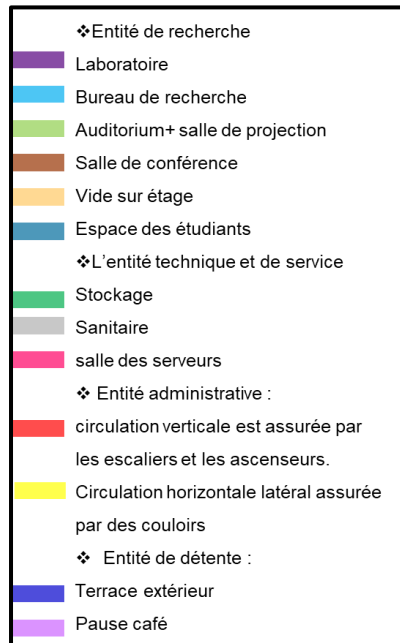 ❖Entité de recherche
Laboratoire
Bureau de recherche
Auditorium+ salle de projection
Salle de conférence
Vide sur étage
Espace des étudiants
❖L'entité technique et de service
Stockage
Sanitaire
salle des serveurs
❖ Entité administrative :
circulation verticale est assurée par
les escaliers et les ascenseurs.
Circulation horizontale latéral assurée
par des couloirs
❖ Entité de détente :
Terrace extérieur
Pause café